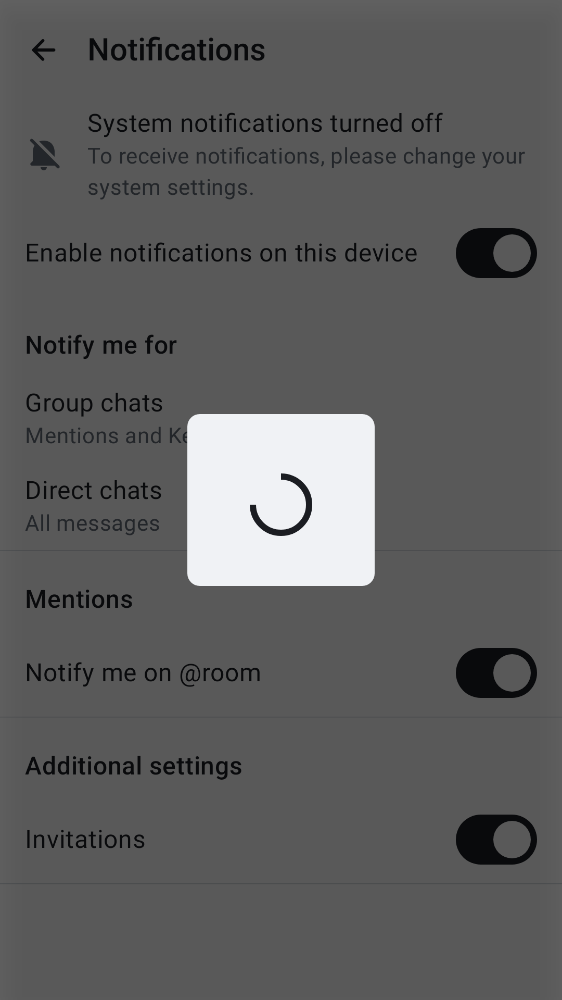 Notifications
System notifications turned off
To receive notifications, please change your
system settings.
Enable notifications on this device
Notify me for
Group chats
Mentions and
Direct chats
All messages
Mentions
Notify me on @room
Additional settings
Invitations